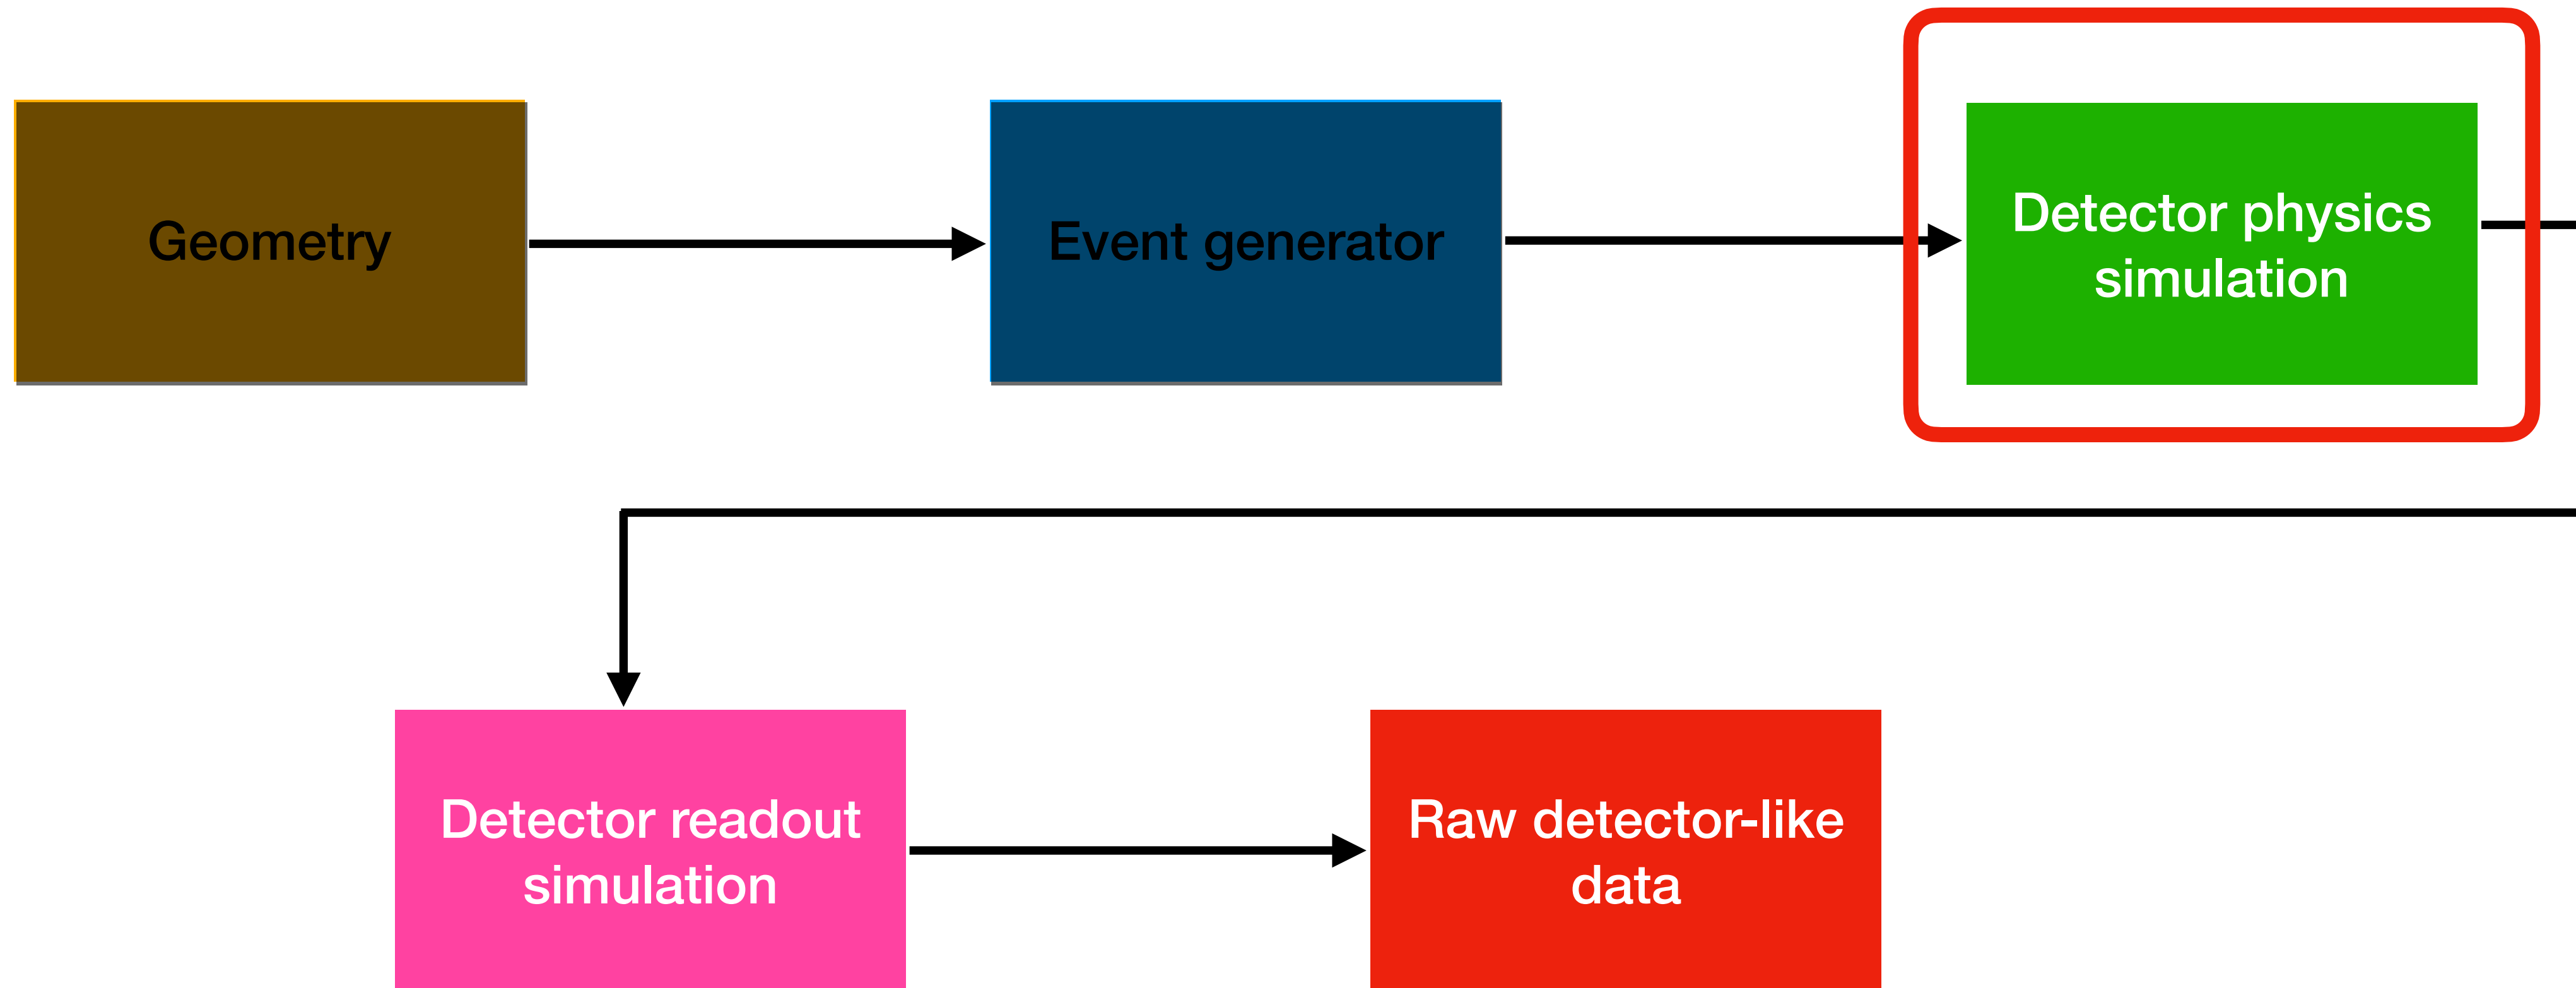 Geometry
Event generator
Detector physics
simulation
Detector readout
simulation
Raw detector-like
data